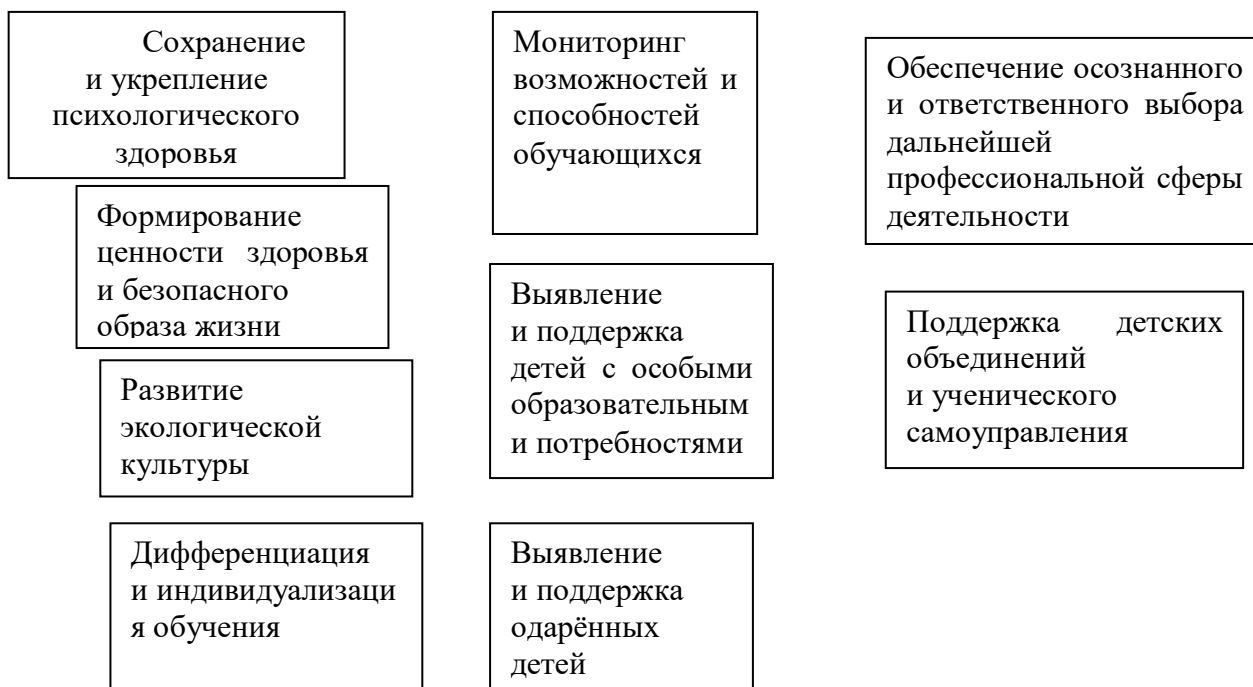 Сохранение
и укрепление
психологического
здоровья
Формирование
ценности здоровья
и безопасного
образа жизни
Развитие
экологической
культуры
Дифференциация
и индивидуализаци
я обучения
Мониторинг
возможностей и
способностей
обучающихся
Выявление
и поддержка
детей с особыми
образовательным
и потребностями
Выявление
и поддержка
одарённых
детей
Обеспечение осознанного
и ответственного выбора
дальнейшей
профессиональной сферы
деятельности
Поддержка детских
объединений
и ученического
самоуправления